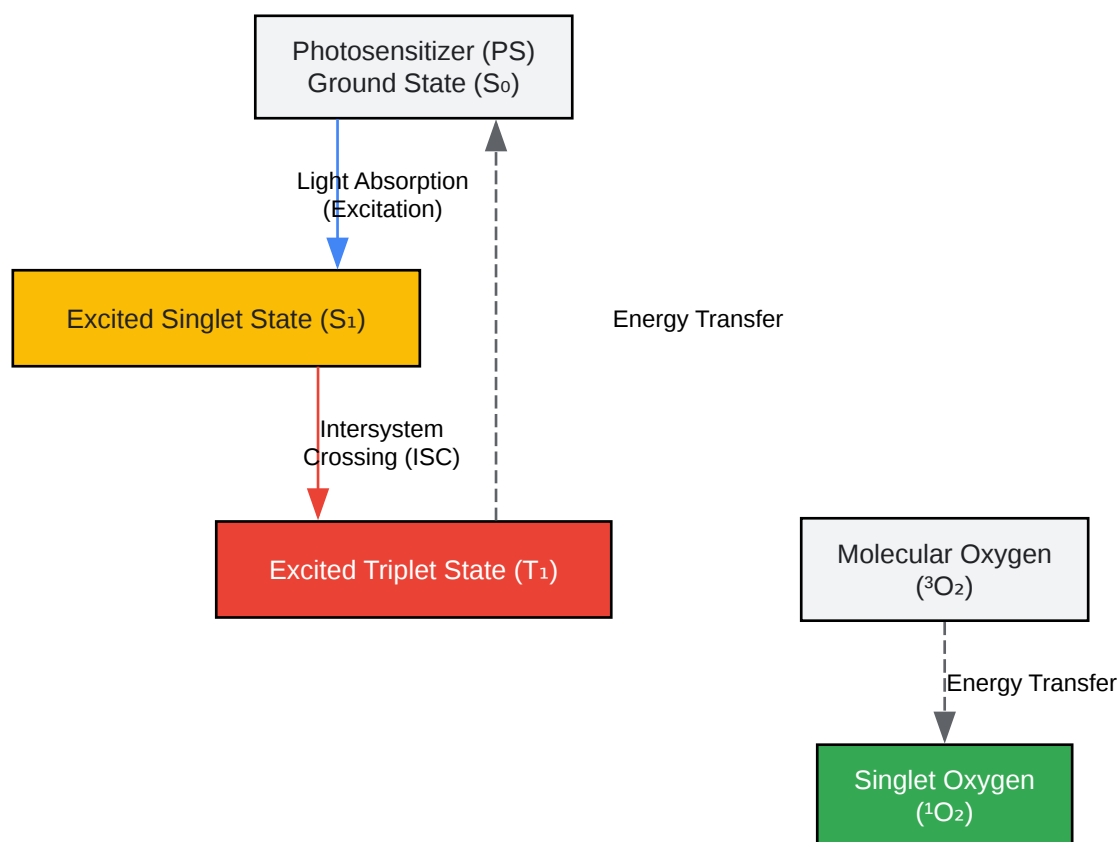 Photosensitizer (PS)
Ground State (S₀)
Light Absorption
(Excitation)
Excited Singlet State (S₁)
Energy Transfer
Intersystem
Crossing (ISC)
Excited Triplet State (T₁)
Molecular Oxygen
(³O₂)
Energy Transfer
Singlet Oxygen
(¹O₂)